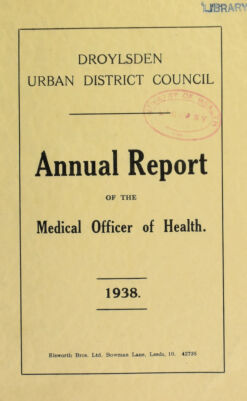 LIBRARY
DROYLSDEN
URBAN DISTRICT COUNCIL
Annual Report
OF THE
Medical Officer of Health.
1938.
Bros. Ltd. Bowman Lane, Leeds, 10. 42736